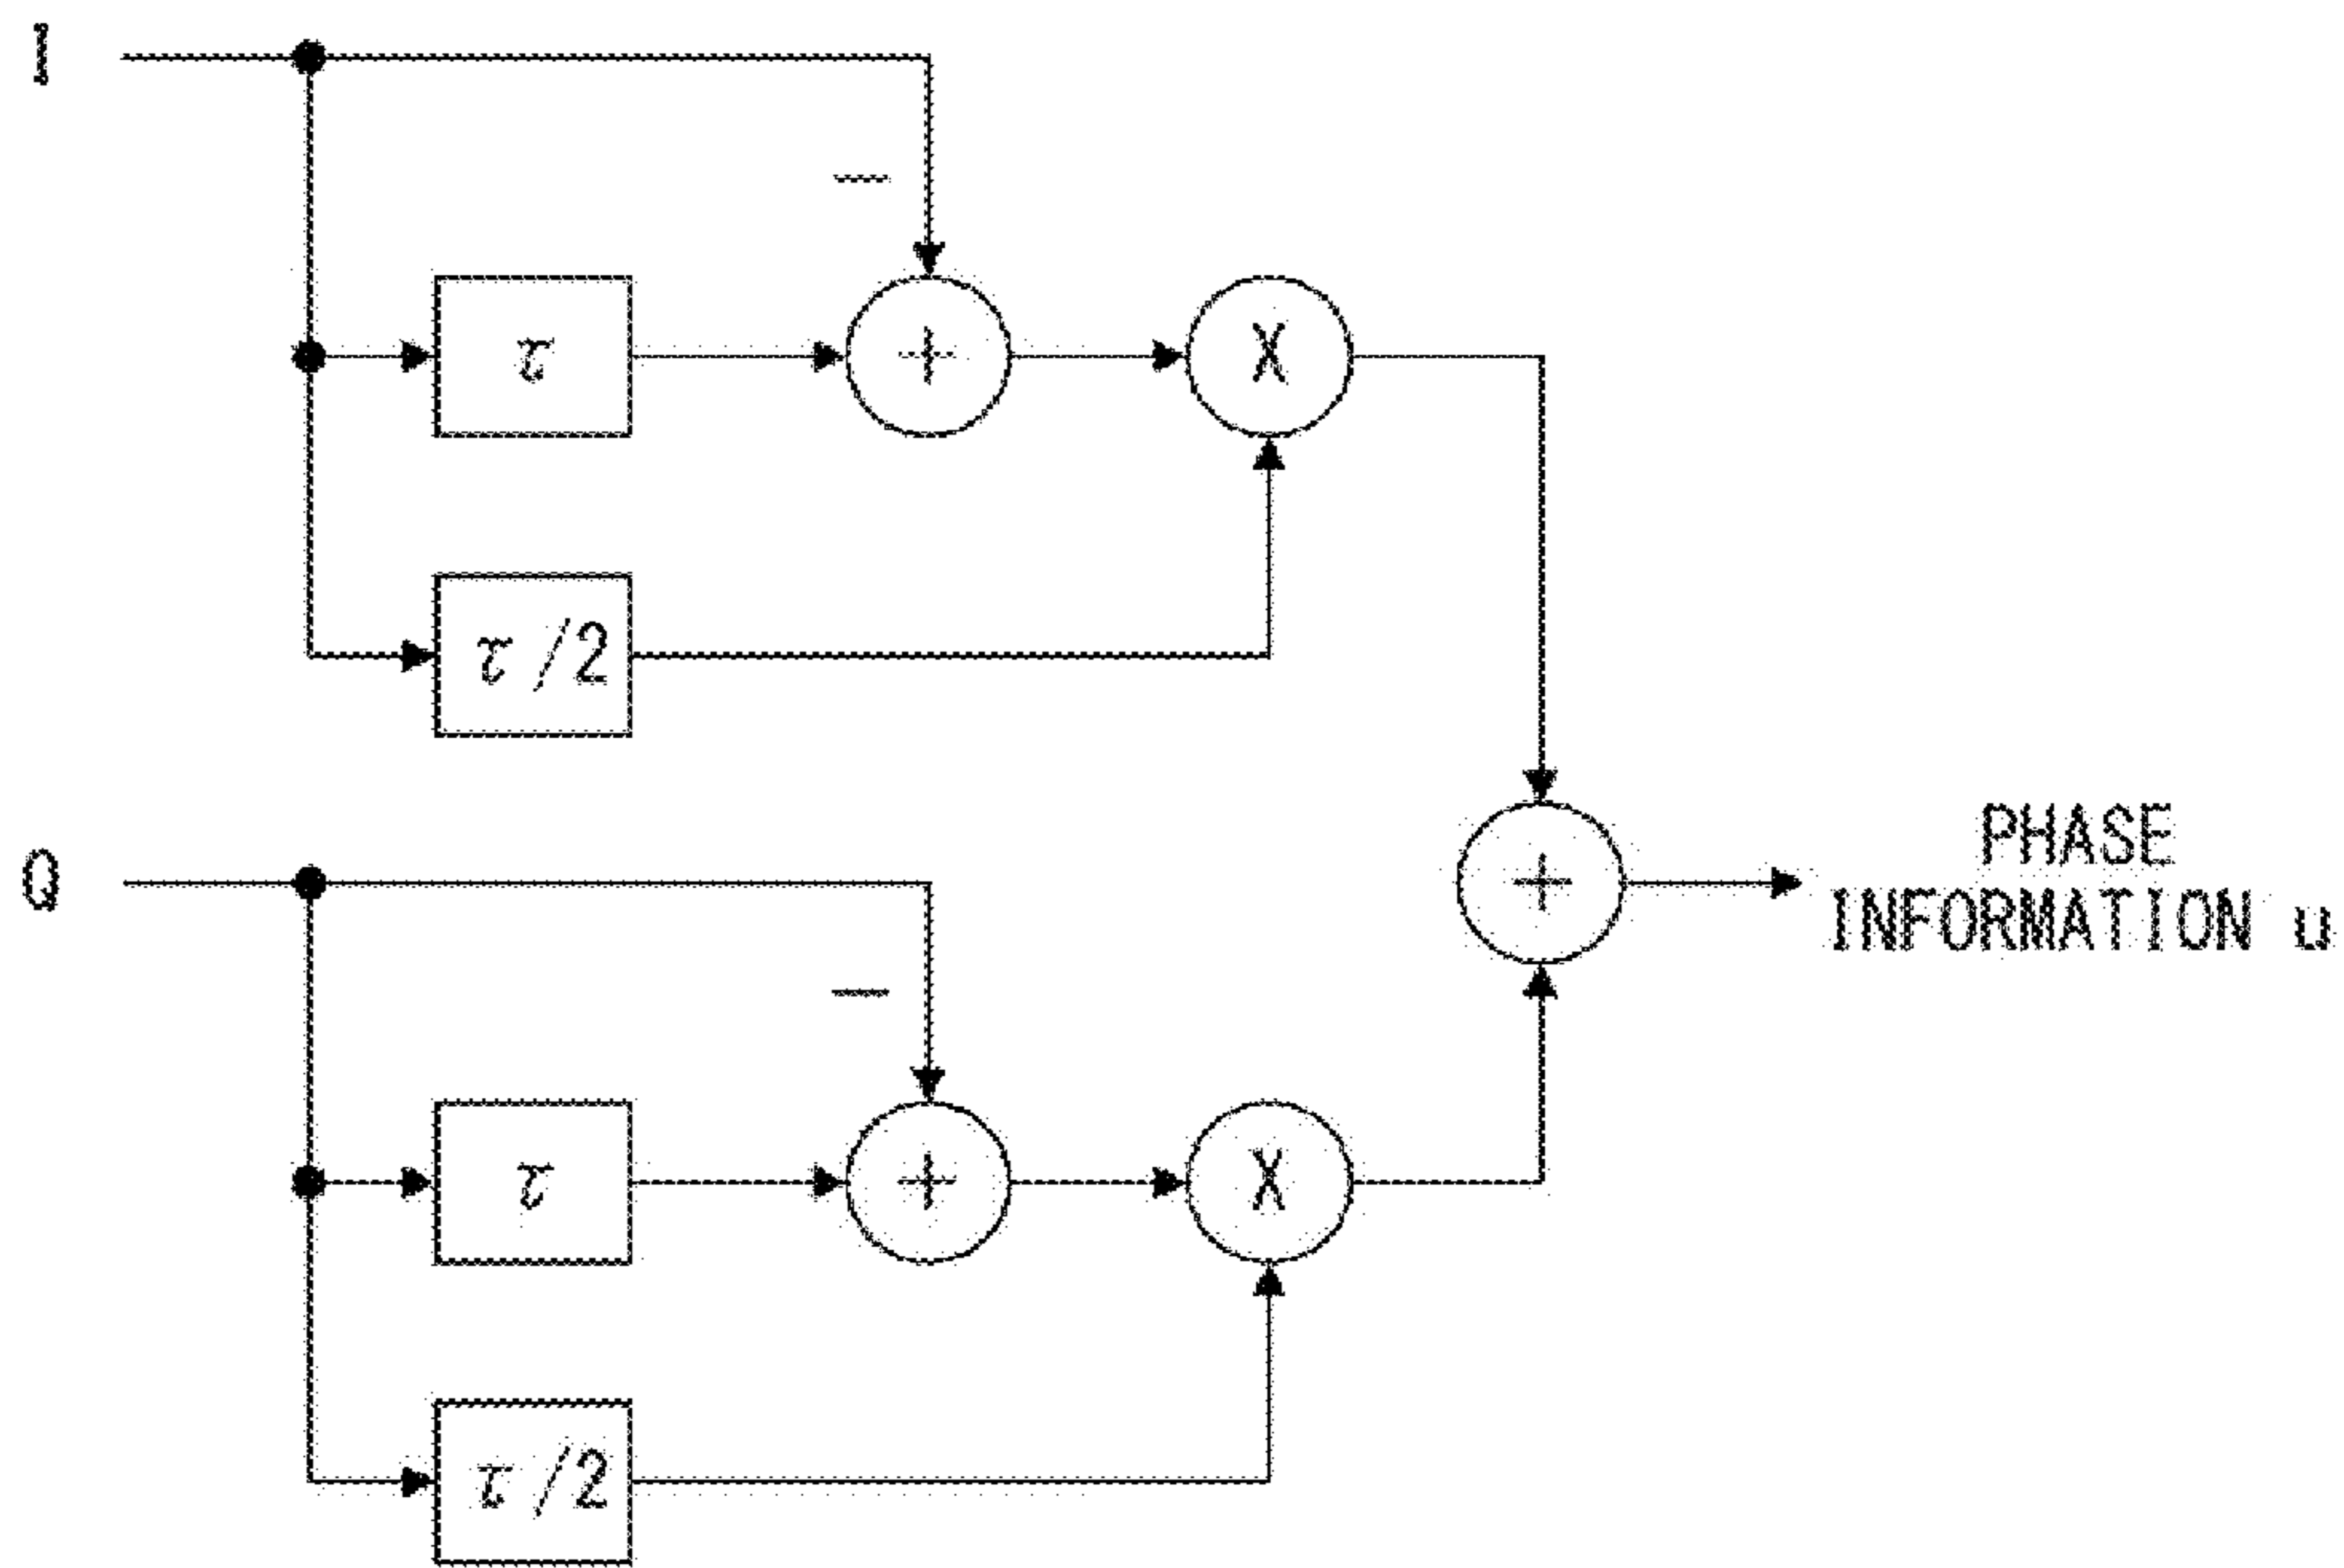 I
−
τ
+
X
τ/2
PHASE
INFORMATION u
Q
+
−
τ
+
X
τ/2